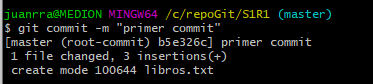 juanrra@MEDION MINGW64 /c/repoGit/S1R1 (master)
$ git commit -m "primer commit"
[master (root-commit) b5e326c] primer commit
 1 file changed, 3 insertions(+)
 create mode 100644 libros.txt